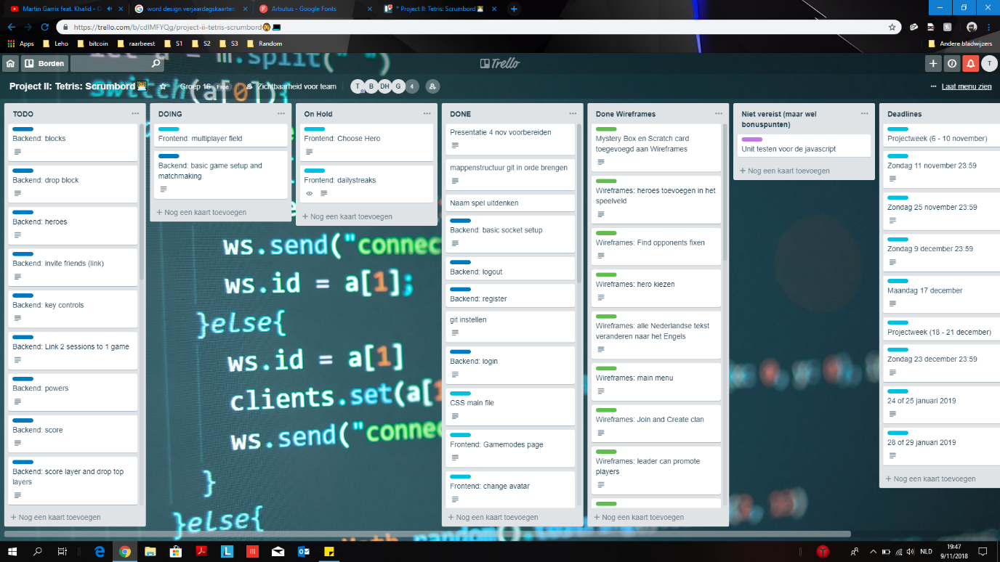 Martin Garrix feat. Khalid - O
word design verjaardagskaarten
Arbutus - Google Fonts
* Project II: Tetris: Scrumbord
https://trello.com/b/cdIMFYQg/project-ii-tetris-scrumbord
Apps
Leho
bitcoin
raarbeest
S1
S2
S3
Random
Andere bladwijzers
Borden
Trello
T
Project II: Tetris: Scrumbord
Groep 16
Free
Zichtbaarheid voor team
T
B
DH
G
4
Laat menu zien
TODO
Backend: blocks
Backend: drop block
Backend: heroes
Backend: invite friends (link)
Backend: key controls
Backend: Link 2 sessions to 1 game
Backend: powers
Backend: score
Backend: score layer and drop top
layers
+ Nog een kaart toevoegen
DOING
Frontend: multiplayer field
Backend: basic game setup and
matchmaking
+ Nog een kaart toevoegen
On Hold
Frontend: Choose Hero
Frontend: dailystreaks
+ Nog een kaart toevoegen
DONE
Presentatie 4 nov voorbereiden
mappenstructuur git in orde brengen
Naam spel uitdenken
Backend: basic socket setup
Backend: logout
Backend: register
git instellen
Backend: login
CSS main file
Frontend: Gamemodes page
Frontend: change avatar
+ Nog een kaart toevoegen
Done Wireframes
Mystery Box en Scratch card
toegevoegd aan Wireframes
Wireframes: heroes toevoegen in het
speelveld
Wireframes: Find opponents fixen
Wireframes: hero kiezen
Wireframes: alle Nederlandse tekst
veranderen naar het Engels
Wireframes: main menu
Wireframes: Join and Create clan
Wireframes: leader can promote
players
+ Nog een kaart toevoegen
Niet vereist (maar wel
bonuspunten)
Unit testen voor de javascript
+ Nog een kaart toevoegen
Deadlines
Projectweek (6 - 10 november)
Zondag 11 november 23:59
Zondag 25 november 23:59
Zondag 9 december 23:59
Maandag 17 december
Projectweek (18 - 21 december)
Zondag 23 december 23:59
24 of 25 januari 2019
28 of 29 januari 2019
+ Nog een kaart toevoegen
= m.split(" ")
switch(a[0]){
ws.send("connec
ws.id = a[1];
}else{
ws.id = a[1]
clients.set(a[1
ws.send("connec
}
}else{
NLD
19:47
9/11/2018